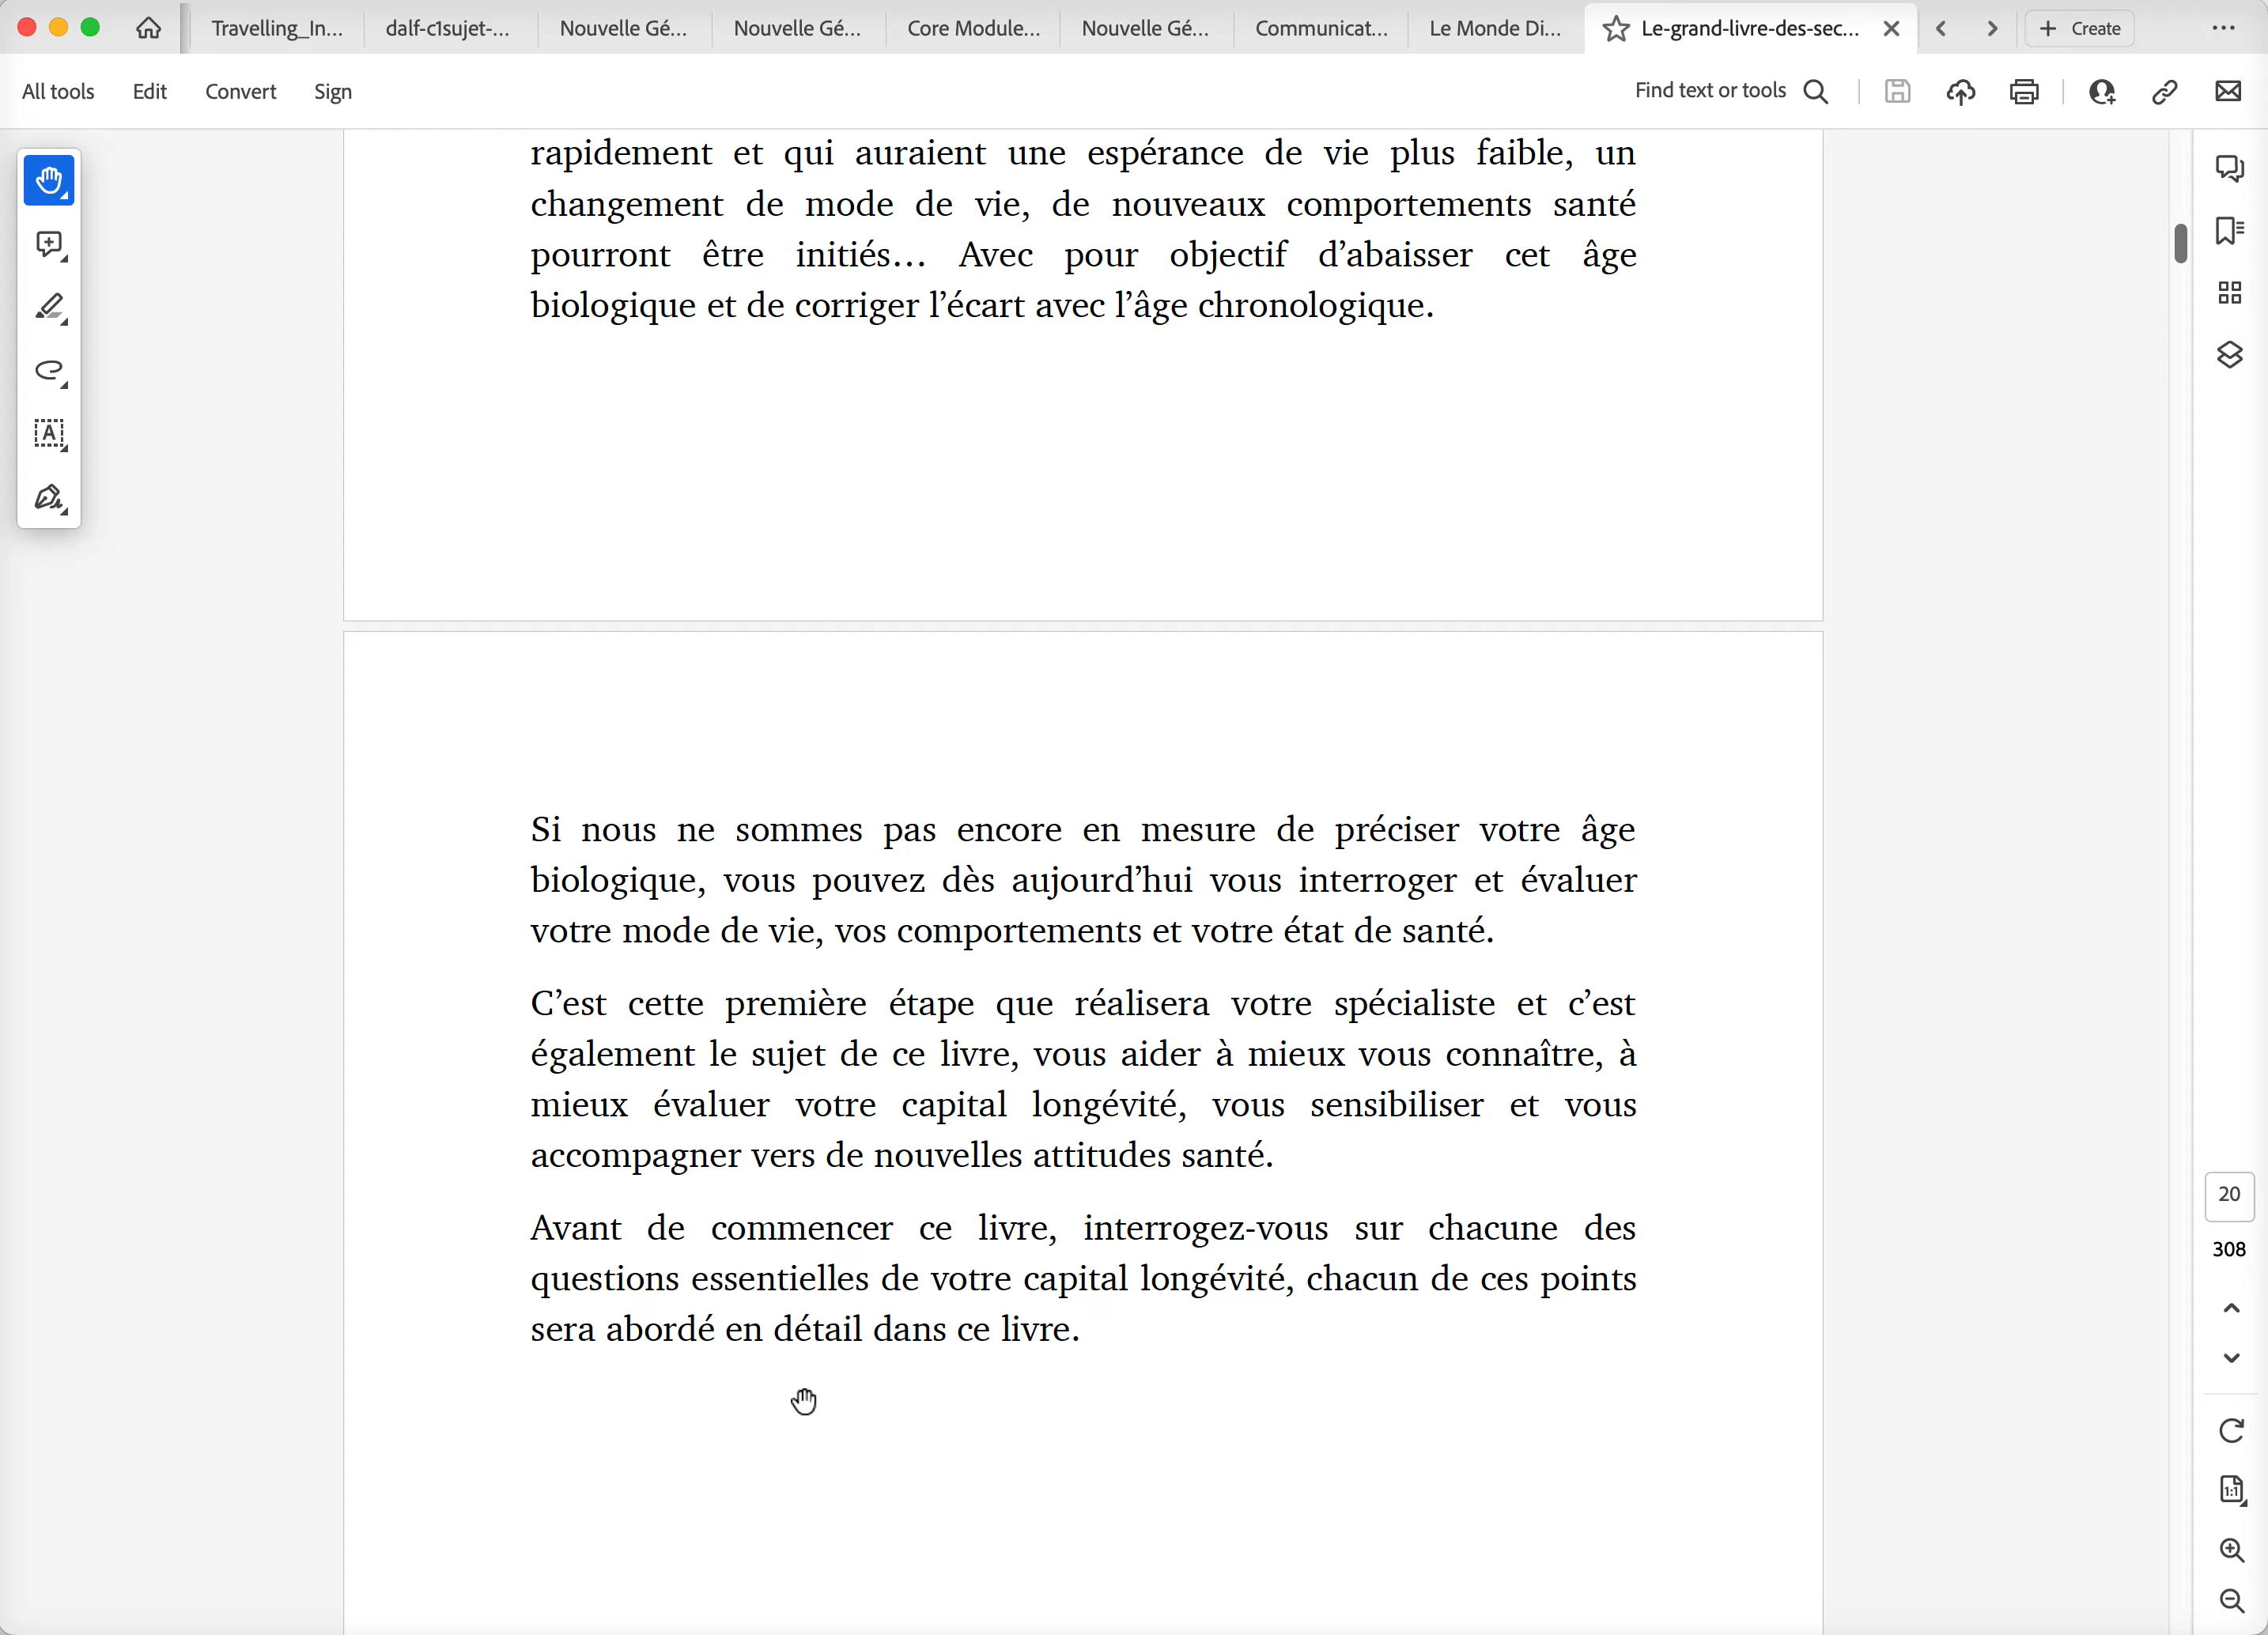 Travelling_In... dalf-c1sujet-... Nouvelle Gé... Nouvelle Gé... Core Module... Nouvelle Gé... Communicat... Le Monde Di... Le-grand-livre-des-sec... Create
All tools Edit Convert Sign Find text or tools
rapidement et qui auraient une espérance de vie plus faible, un
changement de mode de vie, de nouveaux comportements santé
pourront être initiés… Avec pour objectif d’abaisser cet âge
biologique et de corriger l’écart avec l’âge chronologique.
Si nous ne sommes pas encore en mesure de préciser votre âge
biologique, vous pouvez dès aujourd’hui vous interroger et évaluer
votre mode de vie, vos comportements et votre état de santé.
C’est cette première étape que réalisera votre spécialiste et c’est
également le sujet de ce livre, vous aider à mieux vous connaître, à
mieux évaluer votre capital longévité, vous sensibiliser et vous
accompagner vers de nouvelles attitudes santé.
Avant de commencer ce livre, interrogez-vous sur chacune des
questions essentielles de votre capital longévité, chacun de ces points
sera abordé en détail dans ce livre.
20
308
1:1